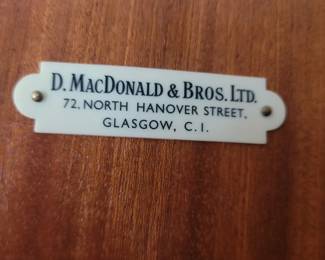 D. MACDONALD & BROS. LTD.
72, NORTH HANOVER STREET,
GLASGOW, C.1.